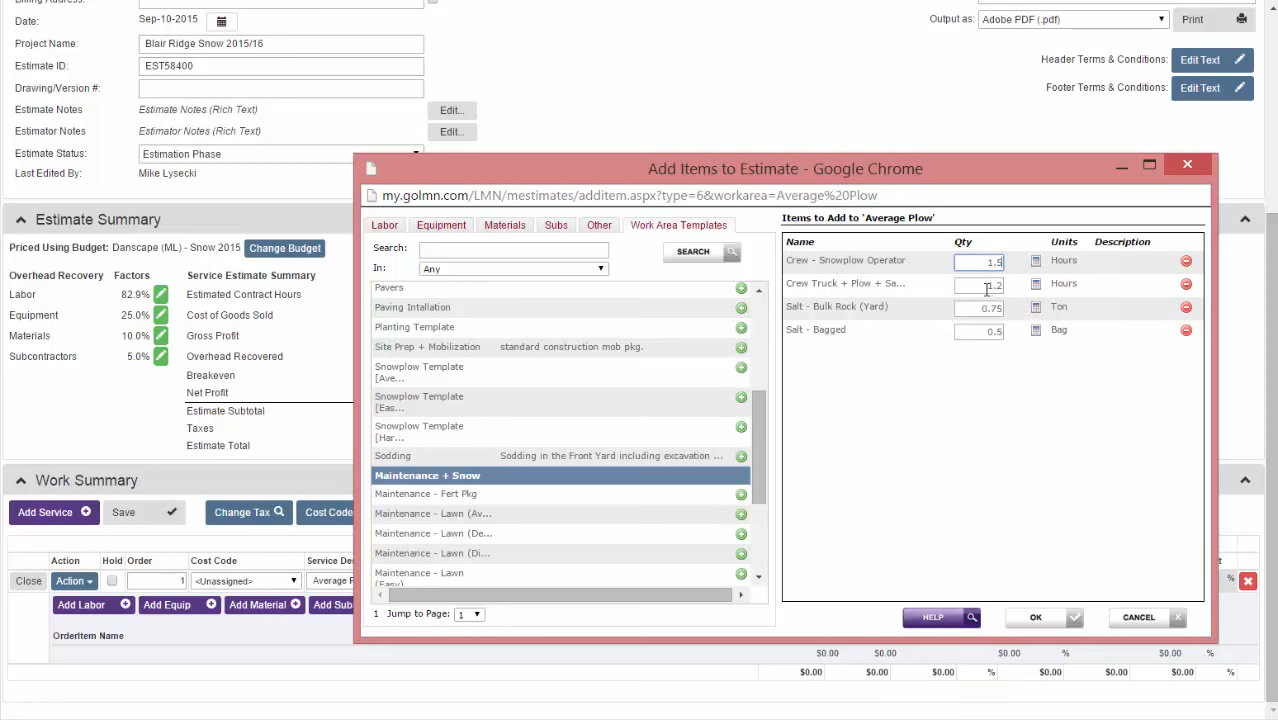 Billing Address:
Date: Sep-10-2015
Output as: Adobe PDF (.pdf) Print
Project Name: Blair Ridge Snow 2015/16
Estimate ID: EST58400
Header Terms & Conditions: Edit Text
Drawing/Version #:
Footer Terms & Conditions: Edit Text
Estimate Notes Estimate Notes (Rich Text) Edit...
Estimator Notes Estimator Notes (Rich Text) Edit...
Estimate Status: Estimation Phase
Last Edited By: Mike Lysecki
Estimate Summary
Priced Using Budget: Danscape (ML) - Snow 2015 Change Budget
Overhead Recovery Factors Service Estimate Summary
Labor 82.9% Estimated Contract Hours
Equipment 25.0% Cost of Goods Sold
Materials 10.0% Gross Profit
Subcontractors 5.0% Overhead Recovered
Breakeven
Net Profit
Estimate Subtotal
Taxes
Estimate Total
Work Summary
Add Service Save Change Tax Cost Code
Action Hold Order Cost Code Service Des
Close Action 1 <Unassigned> Average P
Add Labor Add Equip Add Material Add Sub
OrderItem Name
Add Items to Estimate - Google Chrome
my.golmn.com/LMN/mestimates/additem.aspx?type=6&workarea=Average%20Plow
Labor Equipment Materials Subs Other Work Area Templates
Search: SEARCH
In: Any
Pavers
Paving Intallation
Planting Template
Site Prep + Mobilization standard construction mob pkg.
Snowplow Template
[Ave...
Snowplow Template
[Eas...
Snowplow Template
[Har...
Sodding Sodding in the Front Yard including excavation ...
Maintenance + Snow
Maintenance - Fert Pkg
Maintenance - Lawn (Av...
Maintenance - Lawn (De...
Maintenance - Lawn (Di...
Maintenance - Lawn
(Easy)
1 Jump to Page: 1
Items to Add to 'Average Plow'
Name Qty Units Description
Crew - Snowplow Operator 1.5 Hours
Crew Truck + Plow + Sa... 1.2 Hours
Salt - Bulk Rock (Yard) 0.75 Ton
Salt - Bagged 0.5 Bag
HELP OK CANCEL
t
%
$0.00 $0.00 $0.00 % $0.00 %
$0.00 $0.00 $0.00 % $0.00 $0.00 $0.00 %